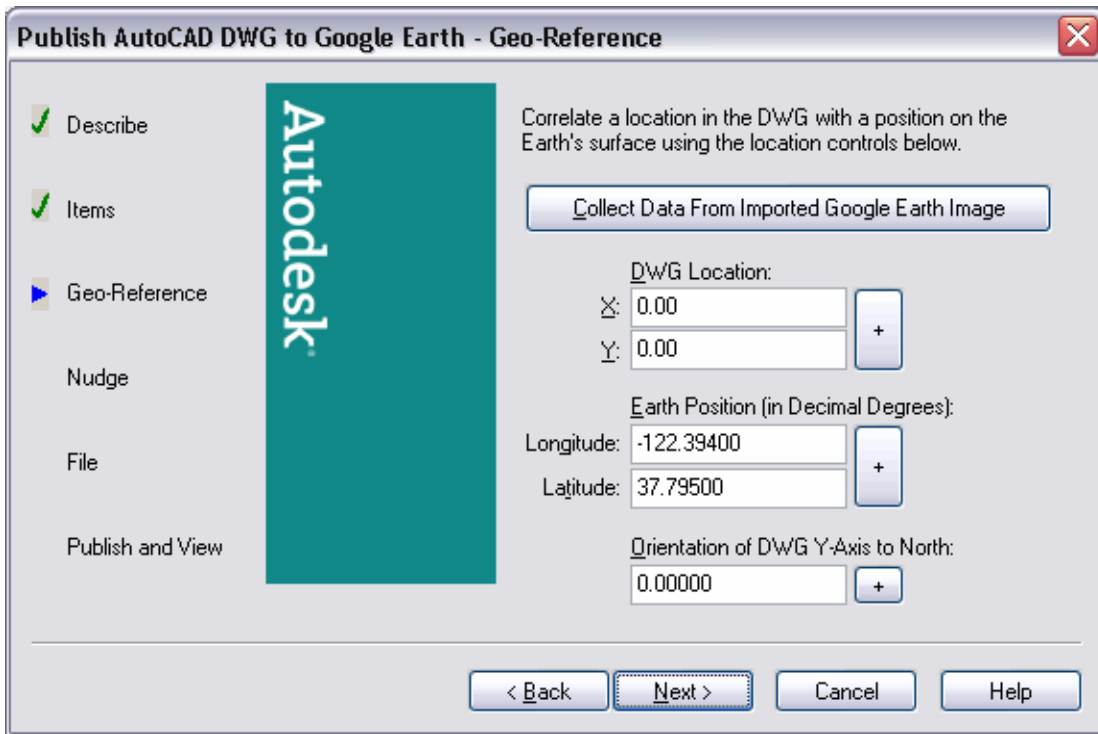 Publish AutoCAD DWG to Google Earth - Geo-Reference
Describe
Items
Geo-Reference
Nudge
File
Publish and View
Autodesk®
Correlate a location in the DWG with a position on the
Earth's surface using the location controls below.
Collect Data From Imported Google Earth Image
DWG Location:
X: 0.00
Y: 0.00
+
Earth Position (in Decimal Degrees):
Longitude: -122.39400
Latitude: 37.79500
+
Orientation of DWG Y-Axis to North:
0.00000 +
< Back Next > Cancel Help